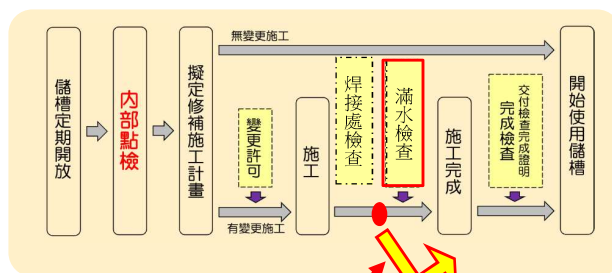 儲槽定期開放
內部點檢
擬定修補施工計畫
無變更施工
變更許可
有變更施工
施工
焊接處檢查
滿水檢查
施工完成
交付檢查完成證明
完成檢查
開始使用儲槽